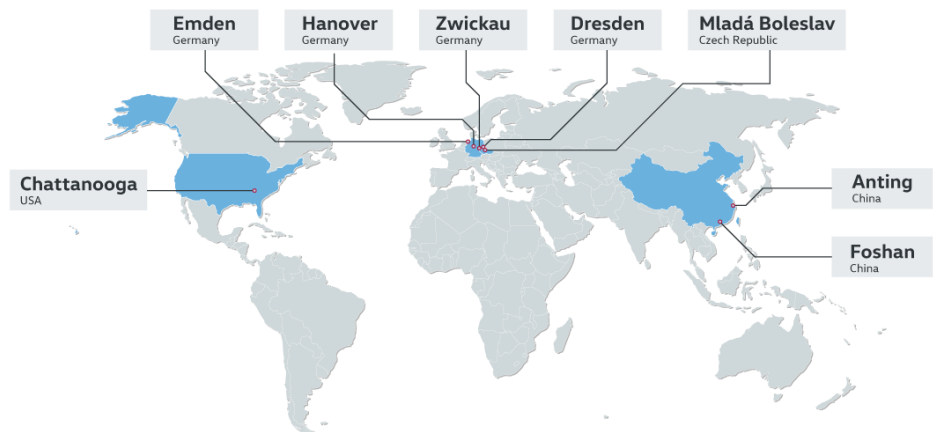 Emden
Germany
Hanover
Germany
Zwickau
Germany
Dresden
Germany
Mladá Boleslav
Czech Republic
Chattanooga
USA
Anting
China
Foshan
China